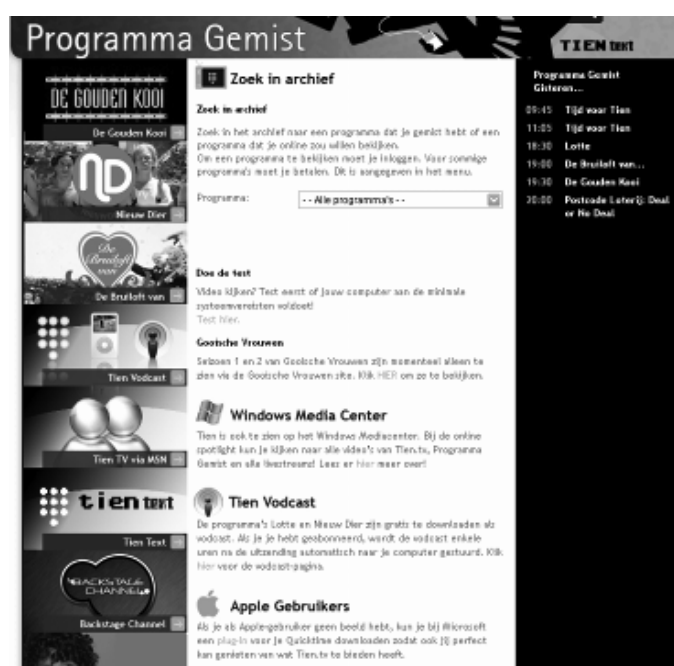 Programma Gemist
TIEN text
DE GOUDEN KOOI
De Gouden Kooi
ND
Nieuw Dier
De
Bruiloft
van
De Bruiloft van
Tien Vodcast
Tien TV via MSN
tien text
Tien Text
BACKSTAGE
CHANNEL
Backstage Channel
Zoek in archief
Zoek in archief
Zoek in het archief naar een programma dat je gemist hebt of een
programma dat je online zou willen bekijken.
Om een programma te bekijken moet je inloggen. Voor sommige
programma's moet je betalen. Dit is aangegeven in het menu.
Programma:
-- Alle programma's --
Doe de test
Video kijken? Test eerst of jouw computer aan de minimale
systeemvereisten voldoet!
Test hier.
Gooische Vrouwen
Seizoen 1 en 2 van Gooische Vrouwen zijn momenteel alleen te
zien via de Gooische Vrouwen site. Klik HIER om ze te bekijken.
Windows Media Center
Tien is ook te zien op het Windows Mediacenter. Bij de online
spotlight kun je kijken naar alle video's van Tien.tv, Programma
Gemist en alle livestreams! Lees er hier meer over!
Tien Vodcast
De programma's Lotte en Nieuw Dier zijn gratis te downloaden als
vodcast. Als je je hebt geabonneerd, wordt de vodcast enkele
uren na de uitzending automatisch naar je computer gestuurd. Klik
hier voor de vodcast-pagina.
Apple Gebruikers
Als je als Apple-gebruiker geen beeld hebt, kun je bij Microsoft
een plug-in voor je Quicktime downloaden zodat ook jij perfect
kan genieten van wat Tien.tv te bieden heeft.
Programma Gemist
Gisteren...
09:45 Tijd voor Tien
11:05 Tijd voor Tien
18:30 Lotte
19:00 De Bruiloft van...
19:30 De Gouden Kooi
20:00 Postcode Loterij: Deal
or No Deal